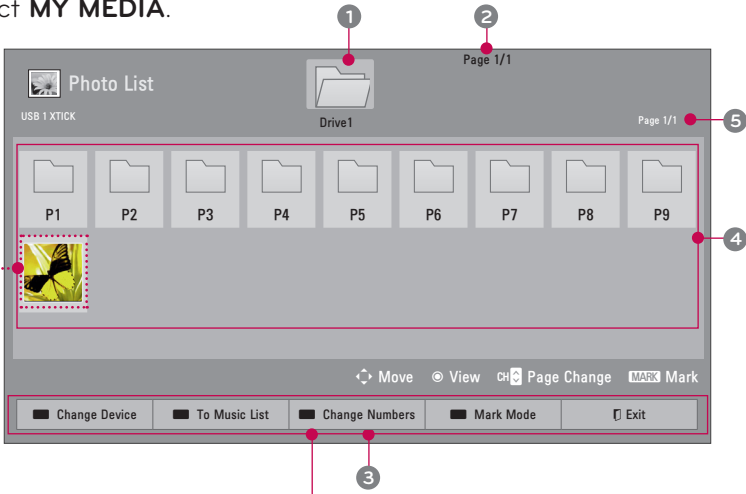 ct MY MEDIA.
1
2
Page 1/1
Photo List
USB 1 XTICK
Drive1
Page 1/1
5
P1 P2 P3 P4 P5 P6 P7 P8 P9
4
Move View CH Page Change MARK Mark
Change Device To Music List Change Numbers Mark Mode Exit
3